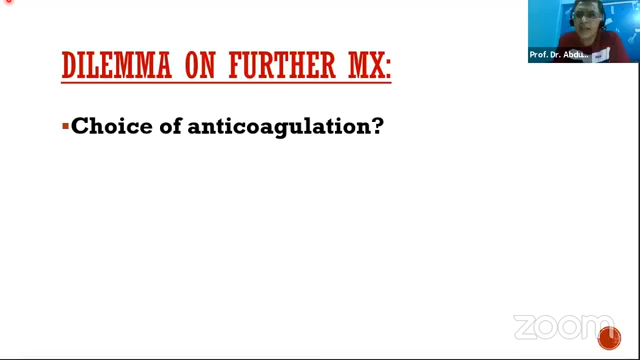 DILEMMA ON FURTHER MX:
▪Choice of anticoagulation?
Prof. Dr. Abdu...
zoom